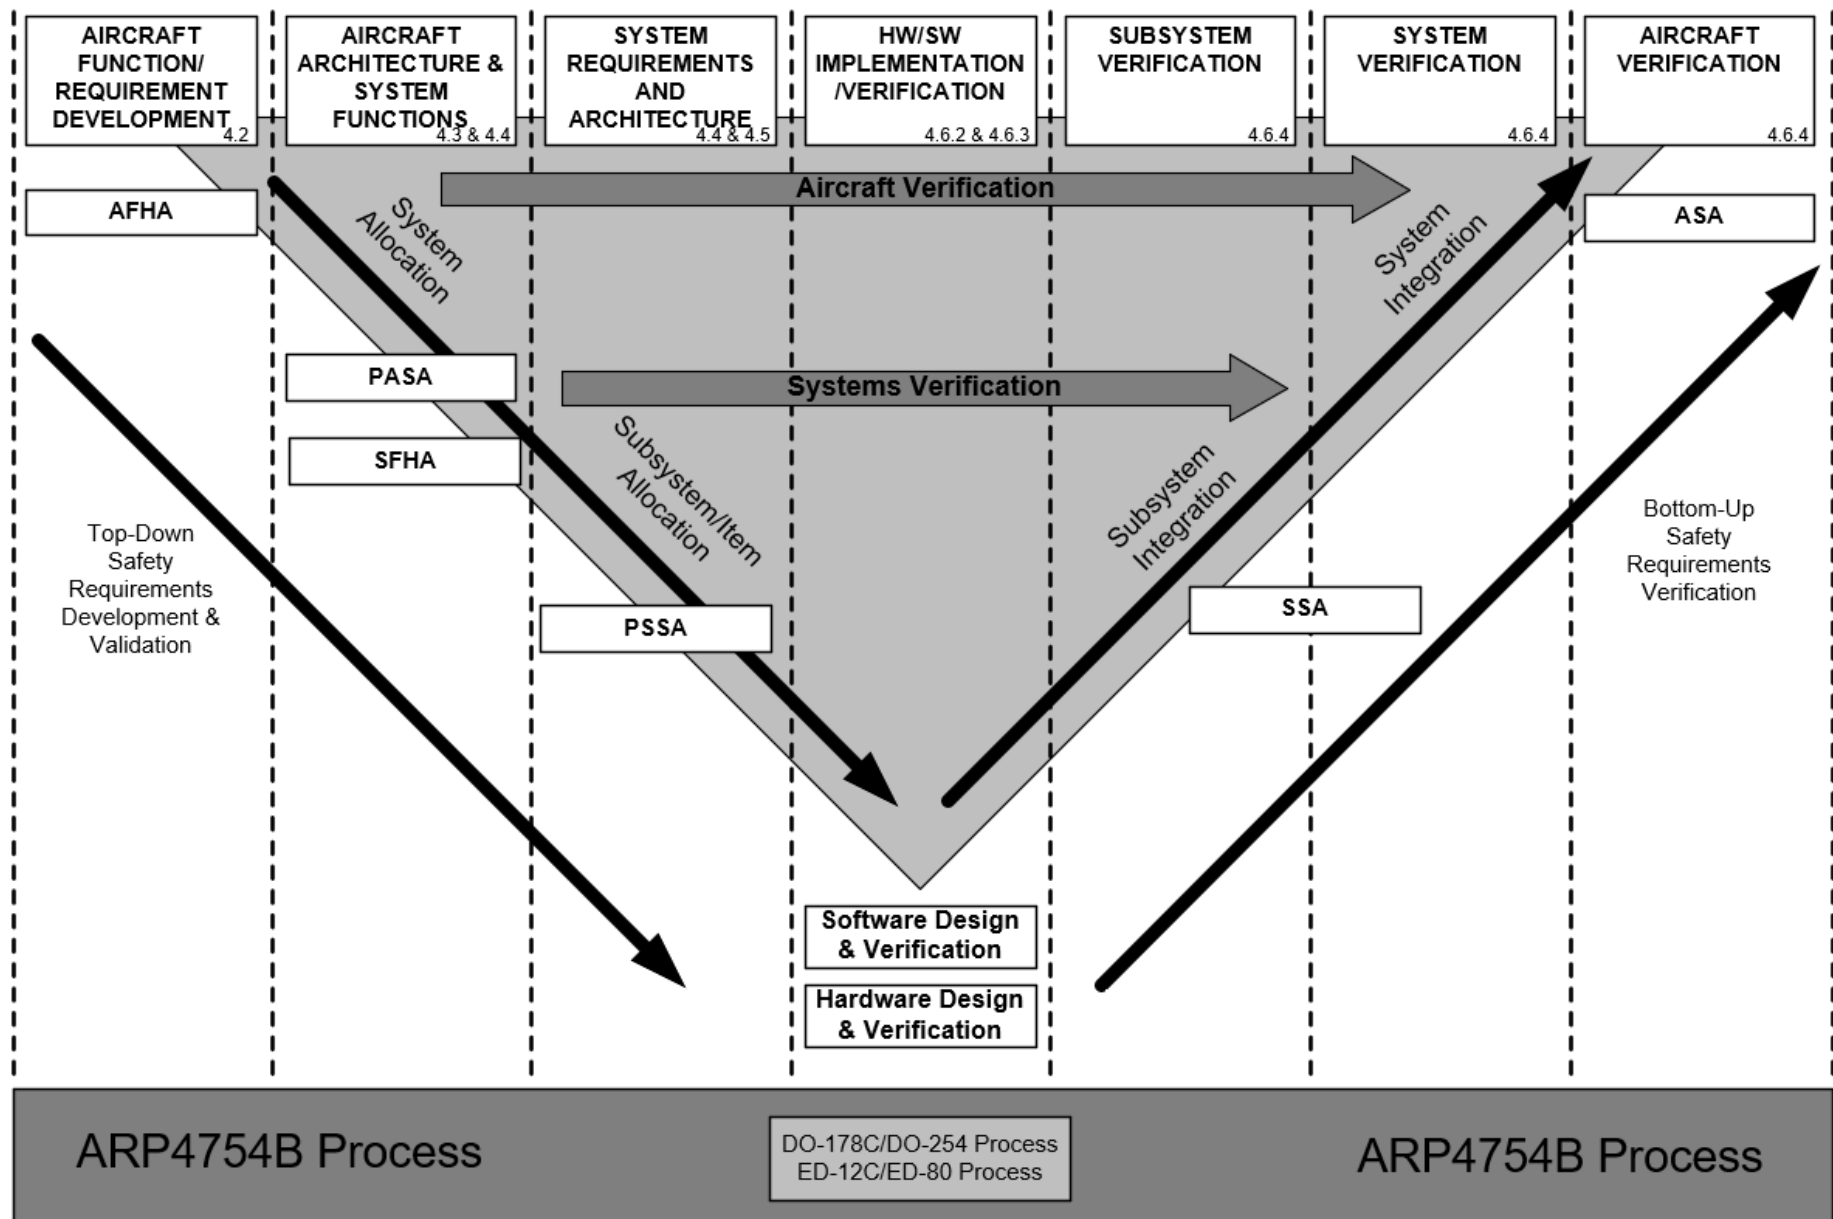 AIRCRAFT
FUNCTION/
REQUIREMENT
DEVELOPMENT
4.2
AIRCRAFT
ARCHITECTURE &
SYSTEM
FUNCTIONS
4.3 & 4.4
SYSTEM
REQUIREMENTS
AND
ARCHITECTURE
4.4 & 4.5
HW/SW
IMPLEMENTATION
/VERIFICATION
4.6.2 & 4.6.3
SUBSYSTEM
VERIFICATION
4.6.4
SYSTEM
VERIFICATION
4.6.4
AIRCRAFT
VERIFICATION
4.6.4
AFHA
System
Allocation
Aircraft Verification
System
Integration
ASA
PASA
Systems Verification
SFHA
Subsystem/Item
Allocation
Subsystem
Integration
Top-Down
Safety
Requirements
Development &
Validation
Bottom-Up
Safety
Requirements
Verification
PSSA
SSA
Software Design
& Verification
Hardware Design
& Verification
ARP4754B Process
DO-178C/DO-254 Process
ED-12C/ED-80 Process
ARP4754B Process